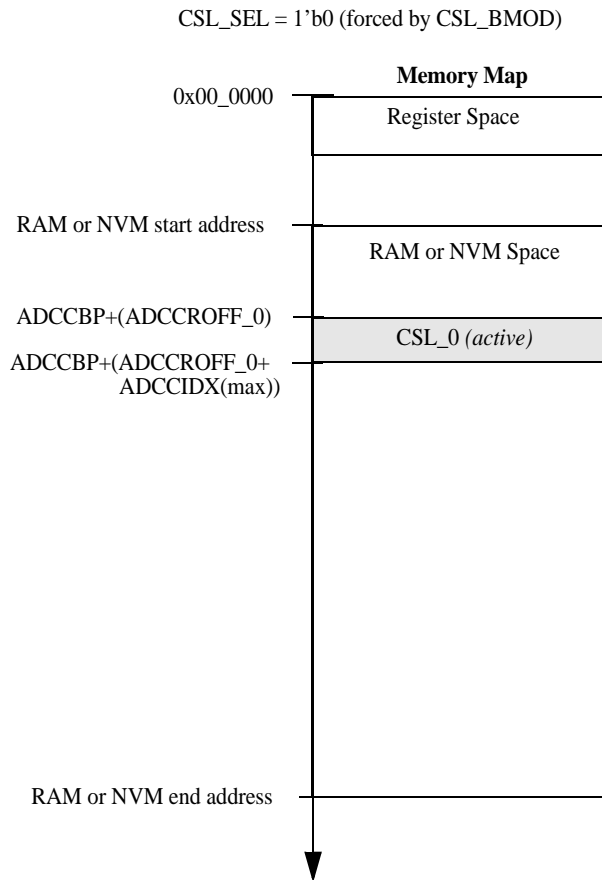 CSL_SEL = 1'b0 (forced by CSL_BMOD)
Memory Map
0x00_0000
Register Space
RAM or NVM start address
RAM or NVM Space
ADCCBP+(ADCCROFF_0)
CSL_0 (active)
ADCCBP+(ADCCROFF_0+
ADCCIDX(max))
RAM or NVM end address